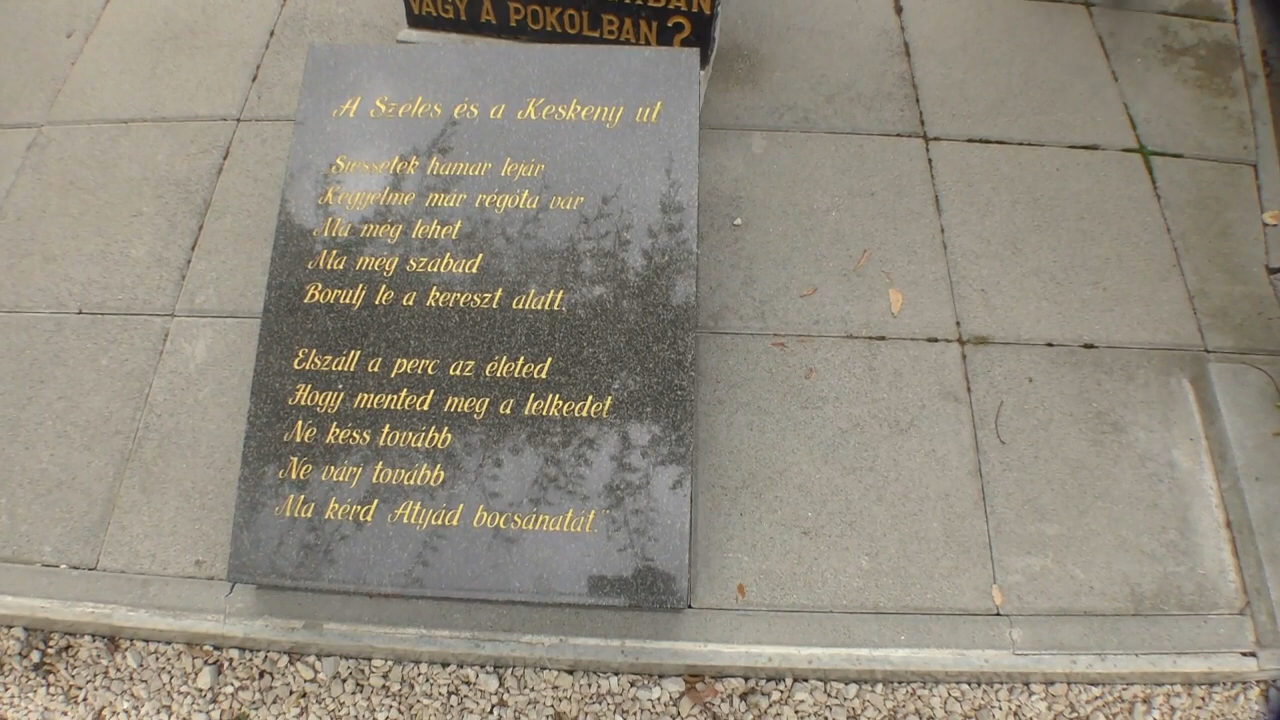 VAGY A POKOLBAN?
A Széles és a Keskeny út
Siessetek hamar lejár
Kegyelme már régóta vár
Ma még lehet
Ma még szabad
Borulj le a kereszt alatt.
Elszáll a perc az életed
Hogy mented meg a lelkedet
Ne késs tovább
Ne várj tovább
Ma kérd Atyád bocsánatát."